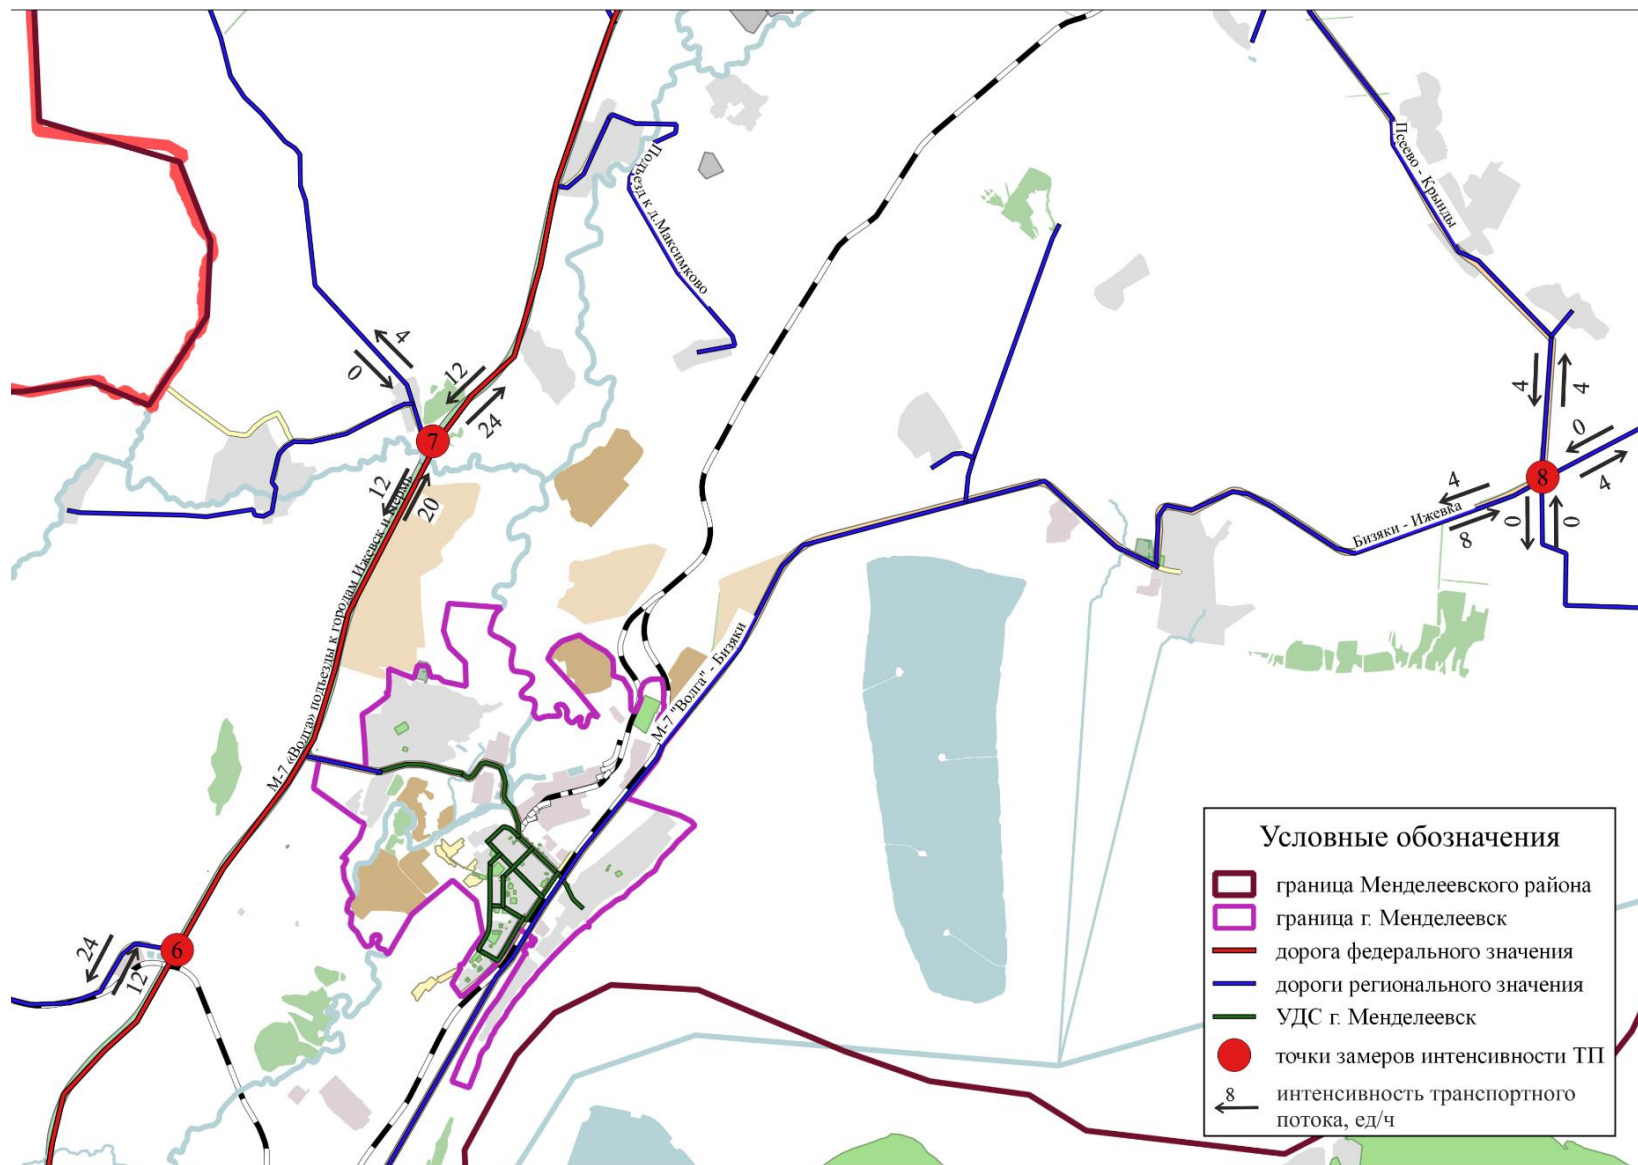 Псеево - Крынды
Подъезд к д.Максимково
4
0
12
24
7
12
20
М-7 «Волга» подъезды к городам Ижевск и Пермь
4
4
0
4
8
4
8
0
0
Бизяки - Ижевка
М-7 "Волга" - Бизяки
24
12
6
Условные обозначения
граница Менделеевского района
граница г. Менделеевск
дорога федерального значения
дороги регионального значения
УДС г. Менделеевск
точки замеров интенсивности ТП
8
интенсивность транспортного
потока, ед/ч